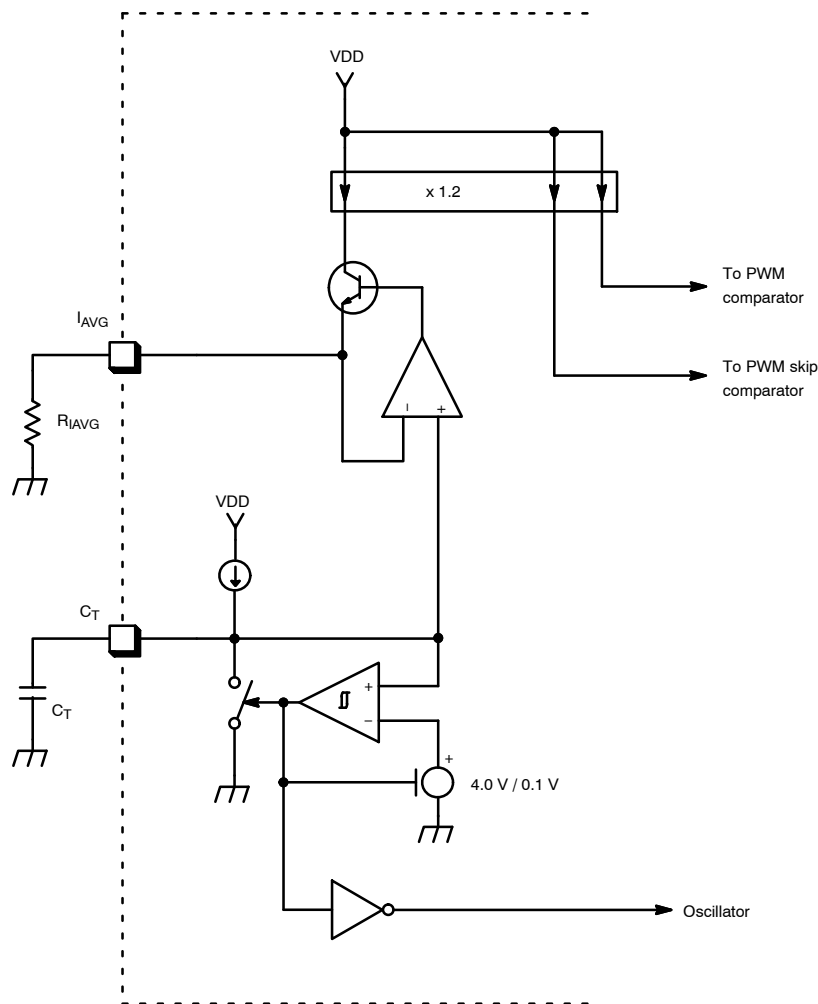 VDD
x 1.2
To PWM
comparator
I_AVG
To PWM skip
comparator
R_IAVG
– +
VDD
C_T
+
–
C_T
+
4.0 V / 0.1 V
Oscillator